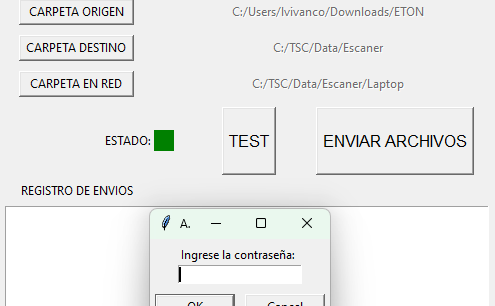 CARPETA ORIGEN C:/Users/lvivanco/Downloads/ETON
CARPETA DESTINO C:/TSC/Data/Escaner
CARPETA EN RED C:/TSC/Data/Escaner/Laptop
ESTADO: TEST ENVIAR ARCHIVOS
REGISTRO DE ENVIOS
A.
Ingrese la contraseña:
OK Cancel